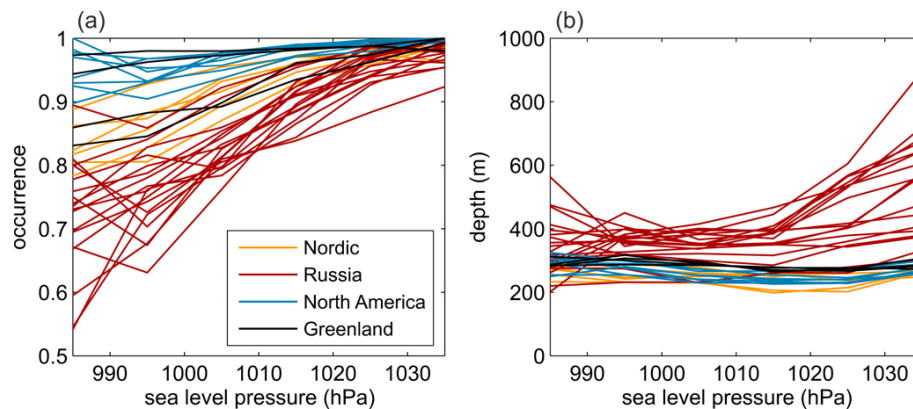 (a)
1
0.9
0.8
0.7
0.6
0.5
occurrence
Nordic
Russia
North America
Greenland
990 1000 1010 1020 1030
sea level pressure (hPa)
(b)
1000
800
600
400
200
0
depth (m)
990 1000 1010 1020 1030
sea level pressure (hPa)